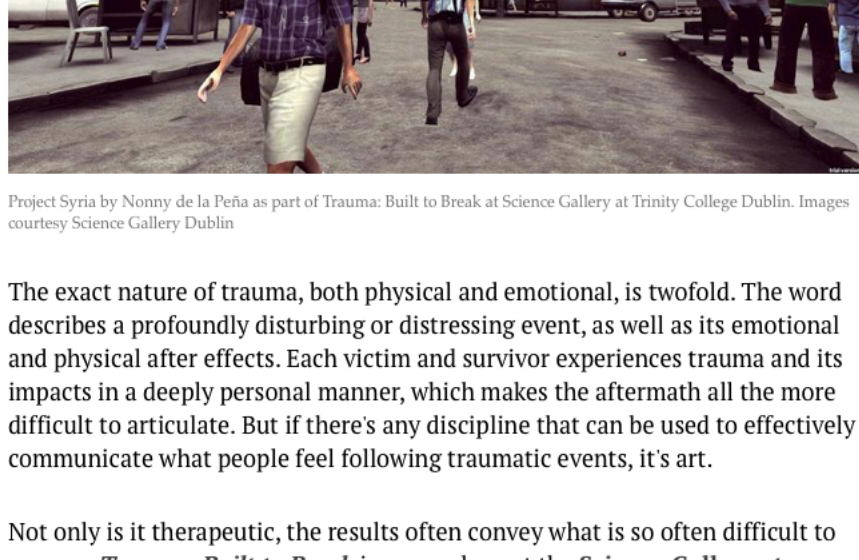 trial version
Project Syria by Nonny de la Peña as part of Trauma: Built to Break at Science Gallery at Trinity College Dublin. Images
courtesy Science Gallery Dublin
The exact nature of trauma, both physical and emotional, is twofold. The word
describes a profoundly disturbing or distressing event, as well as its emotional
and physical after effects. Each victim and survivor experiences trauma and its
impacts in a deeply personal manner, which makes the aftermath all the more
difficult to articulate. But if there's any discipline that can be used to effectively
communicate what people feel following traumatic events, it's art.
Not only is it therapeutic, the results often convey what is so often difficult to